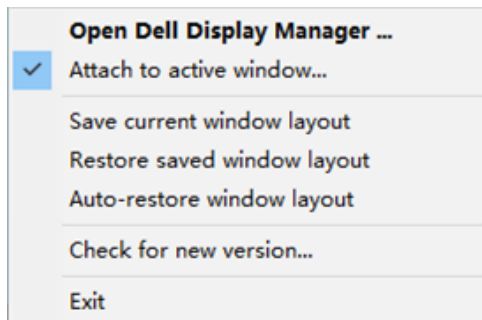 Open Dell Display Manager ...
Attach to active window...
Save current window layout
Restore saved window layout
Auto-restore window layout
Check for new version...
Exit